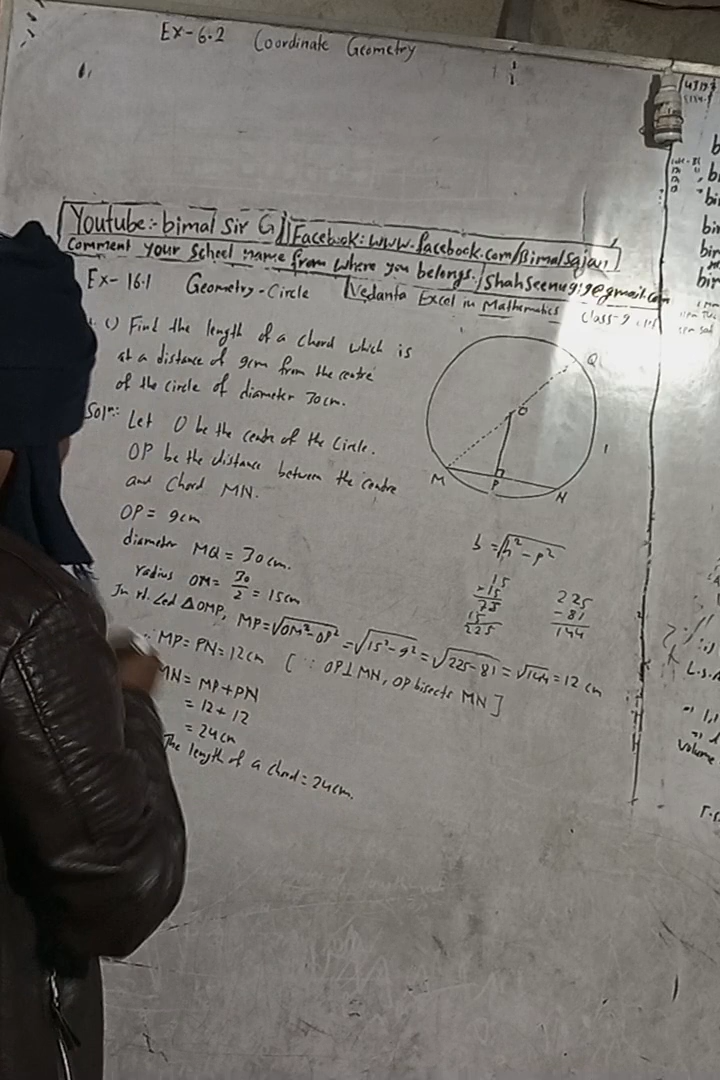 Ex-6.2 Coordinate Geometry
Youtube:- bimal sir G
Facebook: www.facebook.com/Bimalsajan
Comment your School name from where you belongs.
Ex-16.1 Geometry-Circle Vedanta Excel in Mathematics Class-9
c) Find the length of a chord which is
at a distance of 9cm from the centre
of the circle of diameter 30cm.
Q
O
M
P
N
Soln:- Let O be the centre of the circle.
OP be the distance between the centre
and chord MN.
OP = 9cm
diameter MQ = 30cm.
radius OM = 30/2 = 15cm
b = √h²-p²
15
×15
75
15
225
225
-81
144
In rt. ∠ed ΔOMP, MP = √OM²-OP² = √15²-9² = √225-81 = √144 = 12 cm
MP = PN = 12cm [∵ OP⊥MN, OP bisects MN]
MN = MP+PN
= 12+12
= 24cm
The length of a chord = 24cm.
Volume